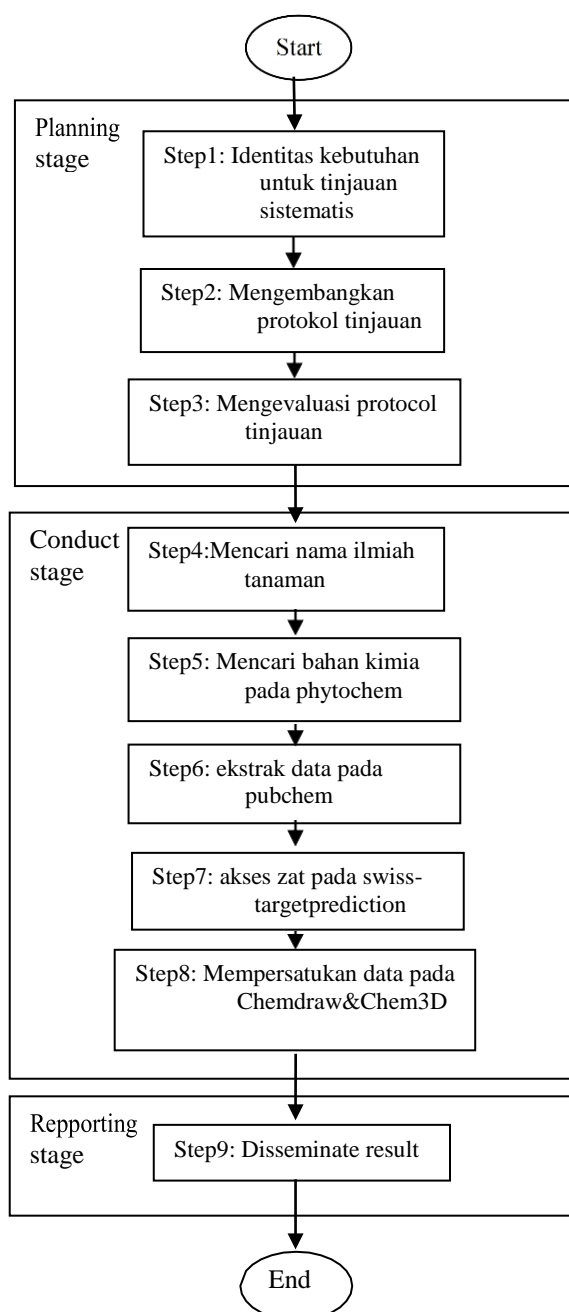 Start
Planning
stage
Step1: Identitas kebutuhan
untuk tinjauan
sistematis
Step2: Mengembangkan
protokol tinjauan
Step3: Mengevaluasi protocol
tinjauan
Conduct
stage
Step4:Mencari nama ilmiah
tanaman
Step5: Mencari bahan kimia
pada phytochem
Step6: ekstrak data pada
pubchem
Step7: akses zat pada swiss-
targetprediction
Step8: Mempersatukan data pada
Chemdraw&Chem3D
Repporting
stage
Step9: Disseminate result
End